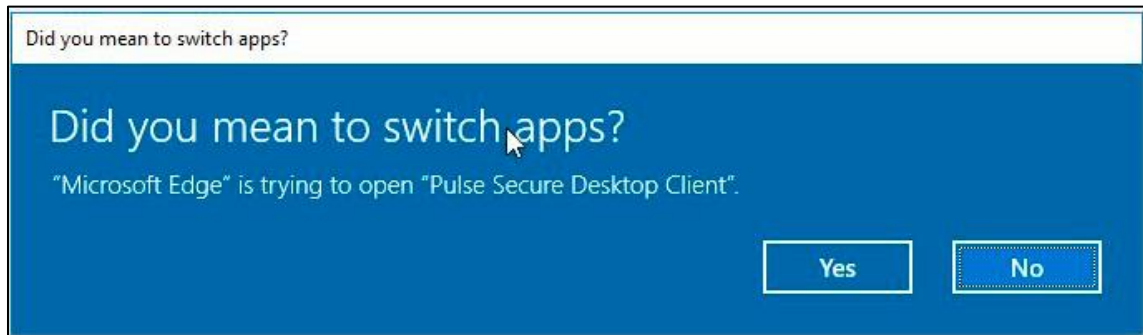 Did you mean to switch apps?
Did you mean to switch apps?
"Microsoft Edge" is trying to open "Pulse Secure Desktop Client".
Yes No